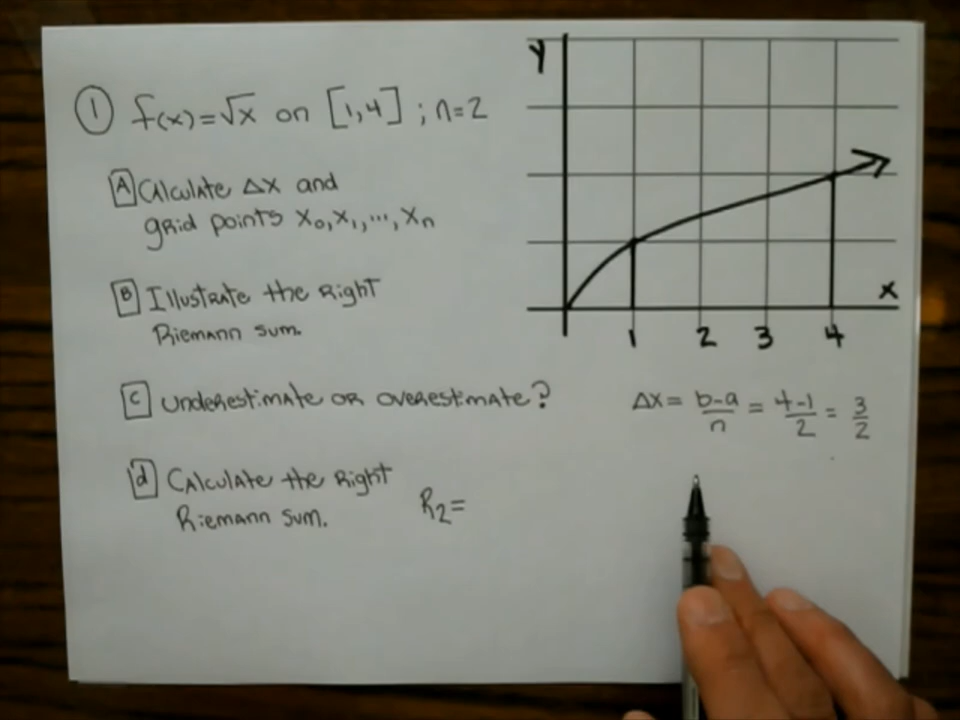 ① f(x)=√x on [1,4] ; n=2
A Calculate Δx and
grid points x₀,x₁,...,xₙ
B Illustrate the Right
Riemann sum.
C Underestimate or overestimate?
d Calculate the Right
Riemann sum.
R₂=
y
x
1 2 3 4
Δx = b-a/n = 4-1/2 = 3/2